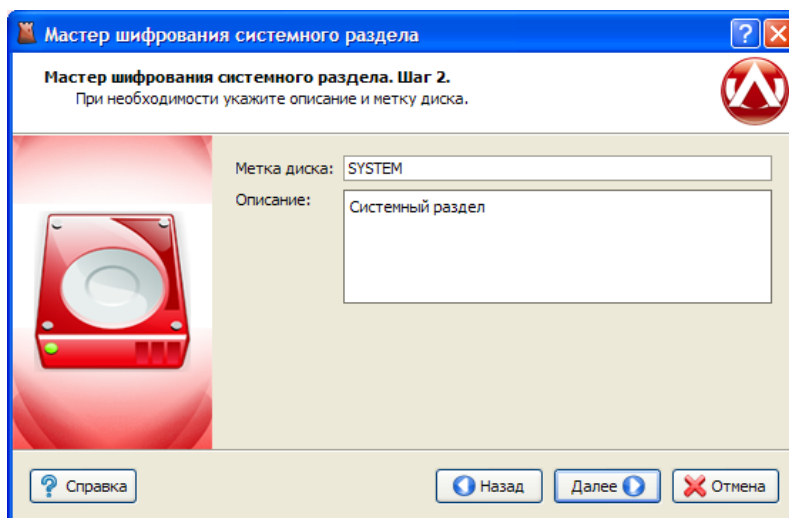 Мастер шифрования системного раздела
Мастер шифрования системного раздела. Шаг 2.
При необходимости укажите описание и метку диска.
Метка диска: SYSTEM
Описание: Системный раздел
Справка
Назад
Далее
Отмена